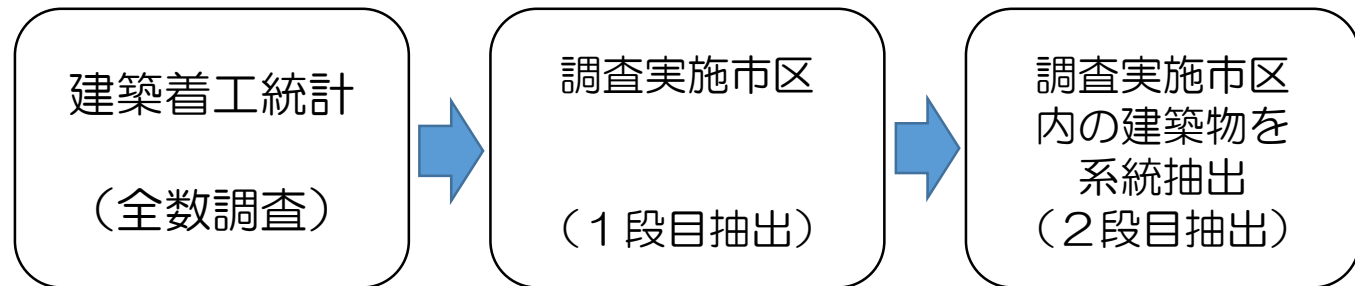 建築着工統計
（全数調査）
調査実施市区
（１段目抽出）
調査実施市区
内の建築物を
系統抽出
（２段目抽出）